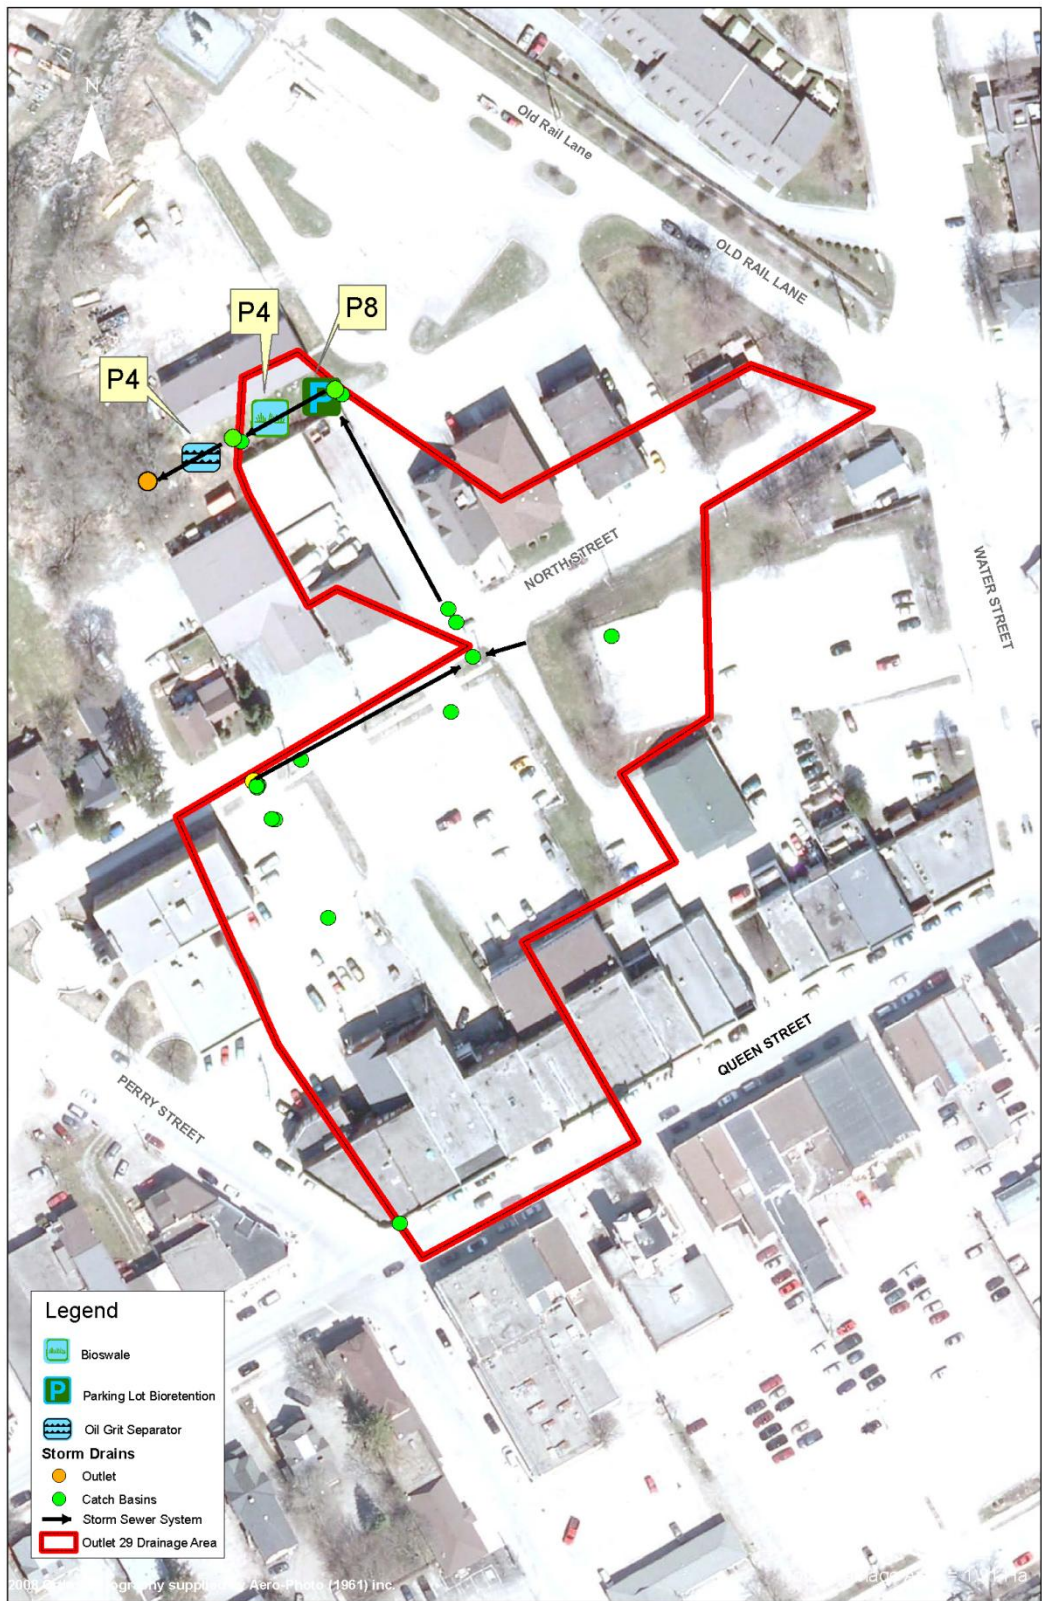 N
Old Rail Lane
OLD RAIL LANE
P4
P8
P4
NORTH STREET
WATER STREET
QUEEN STREET
PERRY STREET
P
Legend
Bioswale
P
Parking Lot Bioretention
Oil Grit Separator
Storm Drains
Outlet
Catch Basins
Storm Sewer System
Outlet 29 Drainage Area
supplied by Aero-Photo (1961) inc.